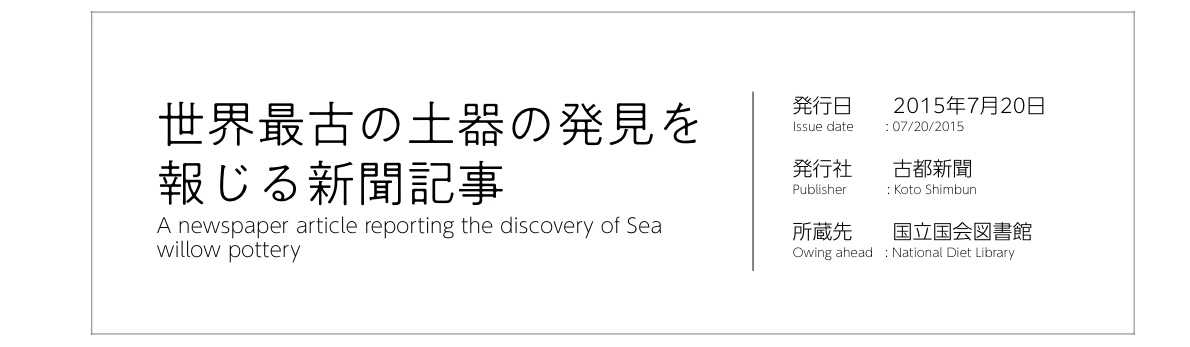 世界最古の土器の発見を
報じる新聞記事
A newspaper article reporting the discovery of Sea
willow pottery
発行日 2015年7月20日
Issue date : 07/20/2015
発行社 古都新聞
Publisher : Koto Shimbun
所蔵先 国立国会図書館
Owing ahead : National Diet Library